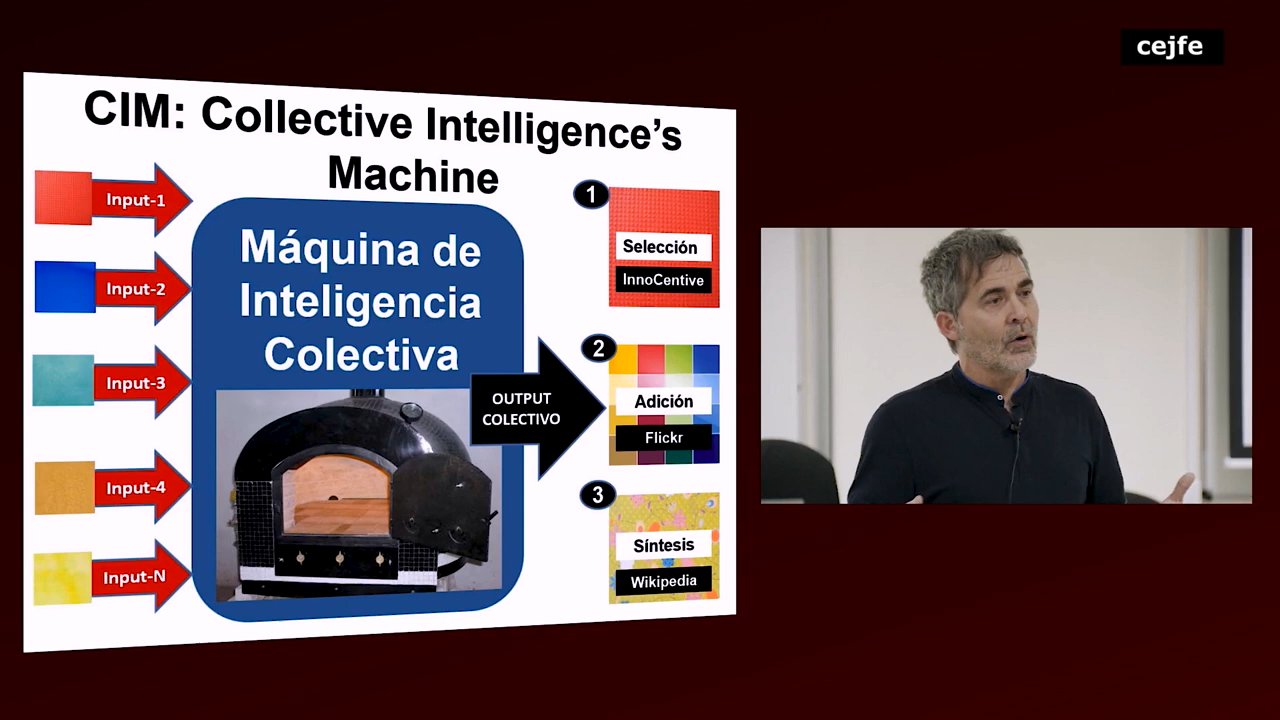 cejfe
CIM: Collective Intelligence's
Machine
Input-1
Input-2
Input-3
Input-4
Input-N
Máquina de
Inteligencia
Colectiva
OUTPUT
COLECTIVO
1
Selección
InnoCentive
2
Adición
Flickr
3
Síntesis
Wikipedia